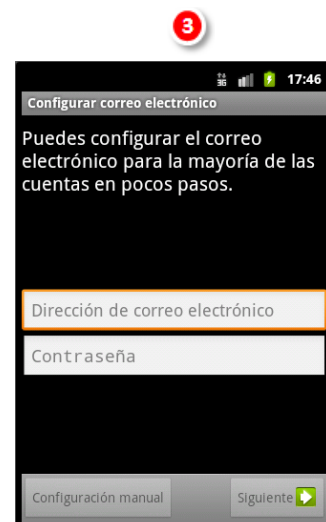 3
3G 17:46
Configurar correo electrónico
Puedes configurar el correo
electrónico para la mayoría de las
cuentas en pocos pasos.
Dirección de correo electrónico
Contraseña
Configuración manual Siguiente